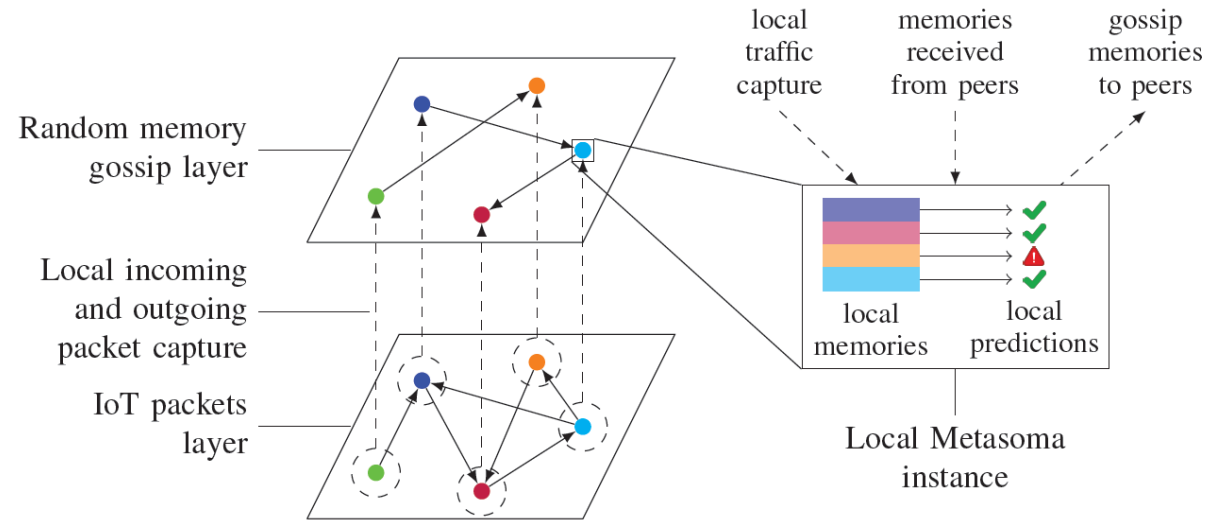 Random memory
gossip layer
Local incoming
and outgoing
packet capture
IoT packets
layer
local
traffic
capture
memories
received
from peers
gossip
memories
to peers
local
memories
local
predictions
Local Metasoma
instance